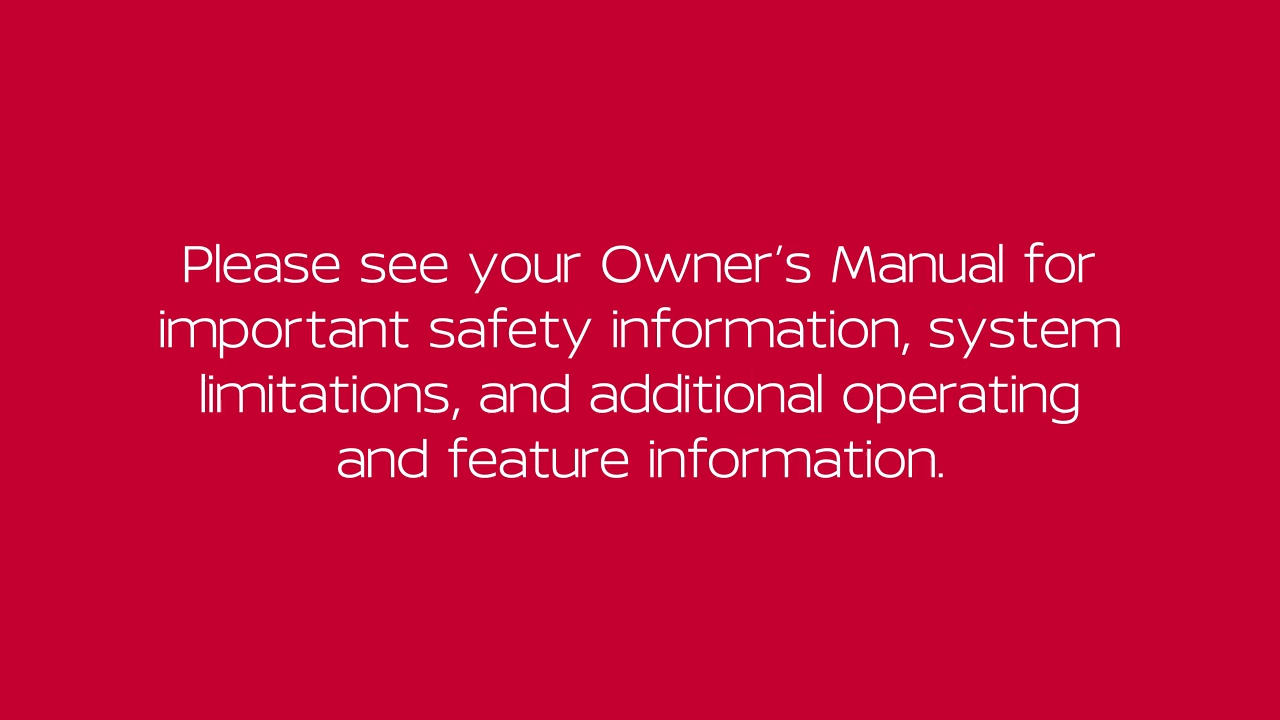 Please see your Owner’s Manual for
important safety information, system
limitations, and additional operating
and feature information.